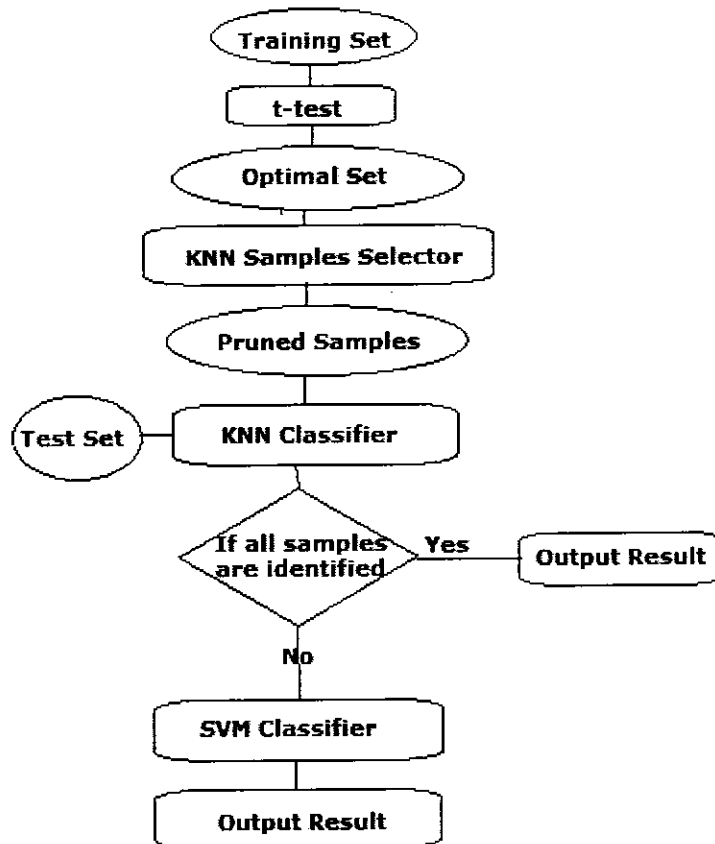 Training Set
t-test
Optimal Set
KNN Samples Selector
Pruned Samples
Test Set
KNN Classifier
If all samples
are identified
Yes
Output Result
No
SVM Classifier
Output Result